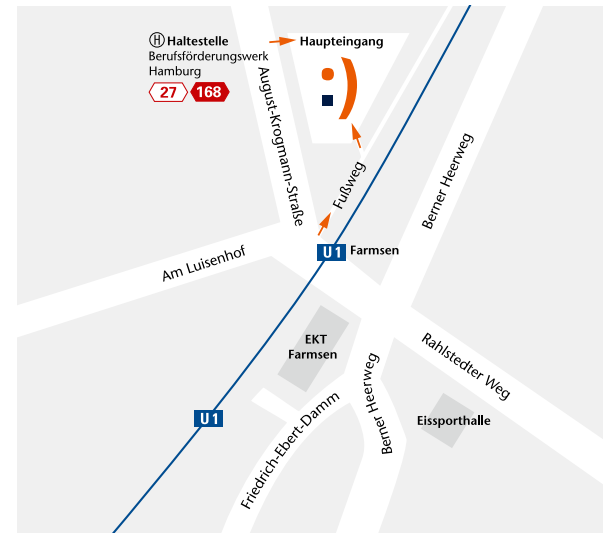 H Haltestelle
Berufsförderungswerk
Hamburg
27 168
Haupteingang
August-Krogmann-Straße
Fußweg
Berner Heerweg
U1 Farmsen
Am Luisenhof
EKT
Farmsen
Rahlstedter Weg
Berner Heerweg
Eissporthalle
U1
Friedrich-Ebert-Damm